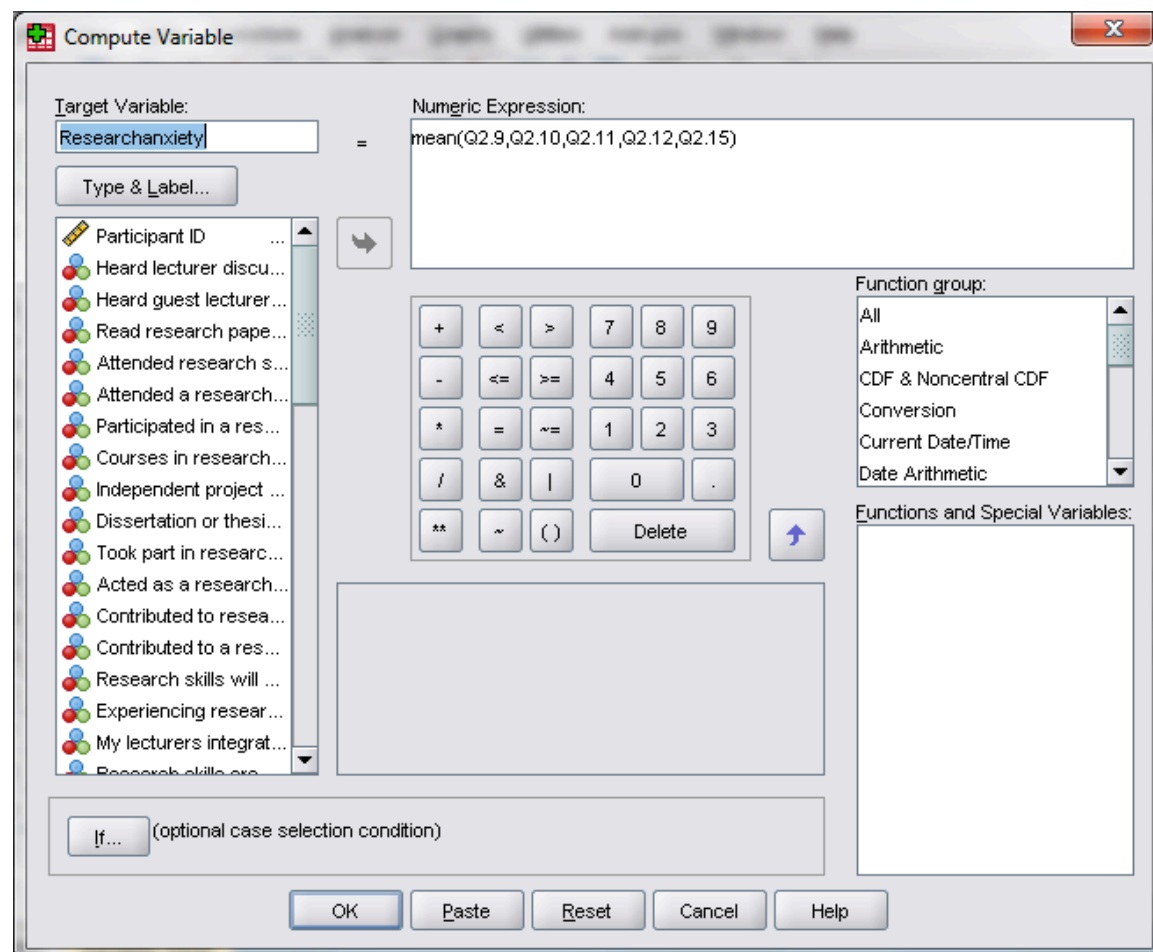 Compute Variable
Target Variable:
Researchanxiety
=
Numeric Expression:
mean(Q2.9,Q2.10,Q2.11,Q2.12,Q2.15)
Type & Label...
Participant ID ...
Heard lecturer discu...
Heard guest lecturer...
Read research pape...
Attended research s...
Attended a research...
Participated in a res...
Courses in research...
Independent project ...
Dissertation or thesi...
Took part in researc...
Acted as a research...
Contributed to resea...
Contributed to a res...
Research skills will ...
Experiencing resear...
My lecturers integrat...
Research skills are
+ < > 7 8 9
- <= >= 4 5 6
* = ~= 1 2 3
/ & | 0 .
** ~ ( ) Delete
Function group:
All
Arithmetic
CDF & Noncentral CDF
Conversion
Current Date/Time
Date Arithmetic
Functions and Special Variables:
If... (optional case selection condition)
OK Paste Reset Cancel Help